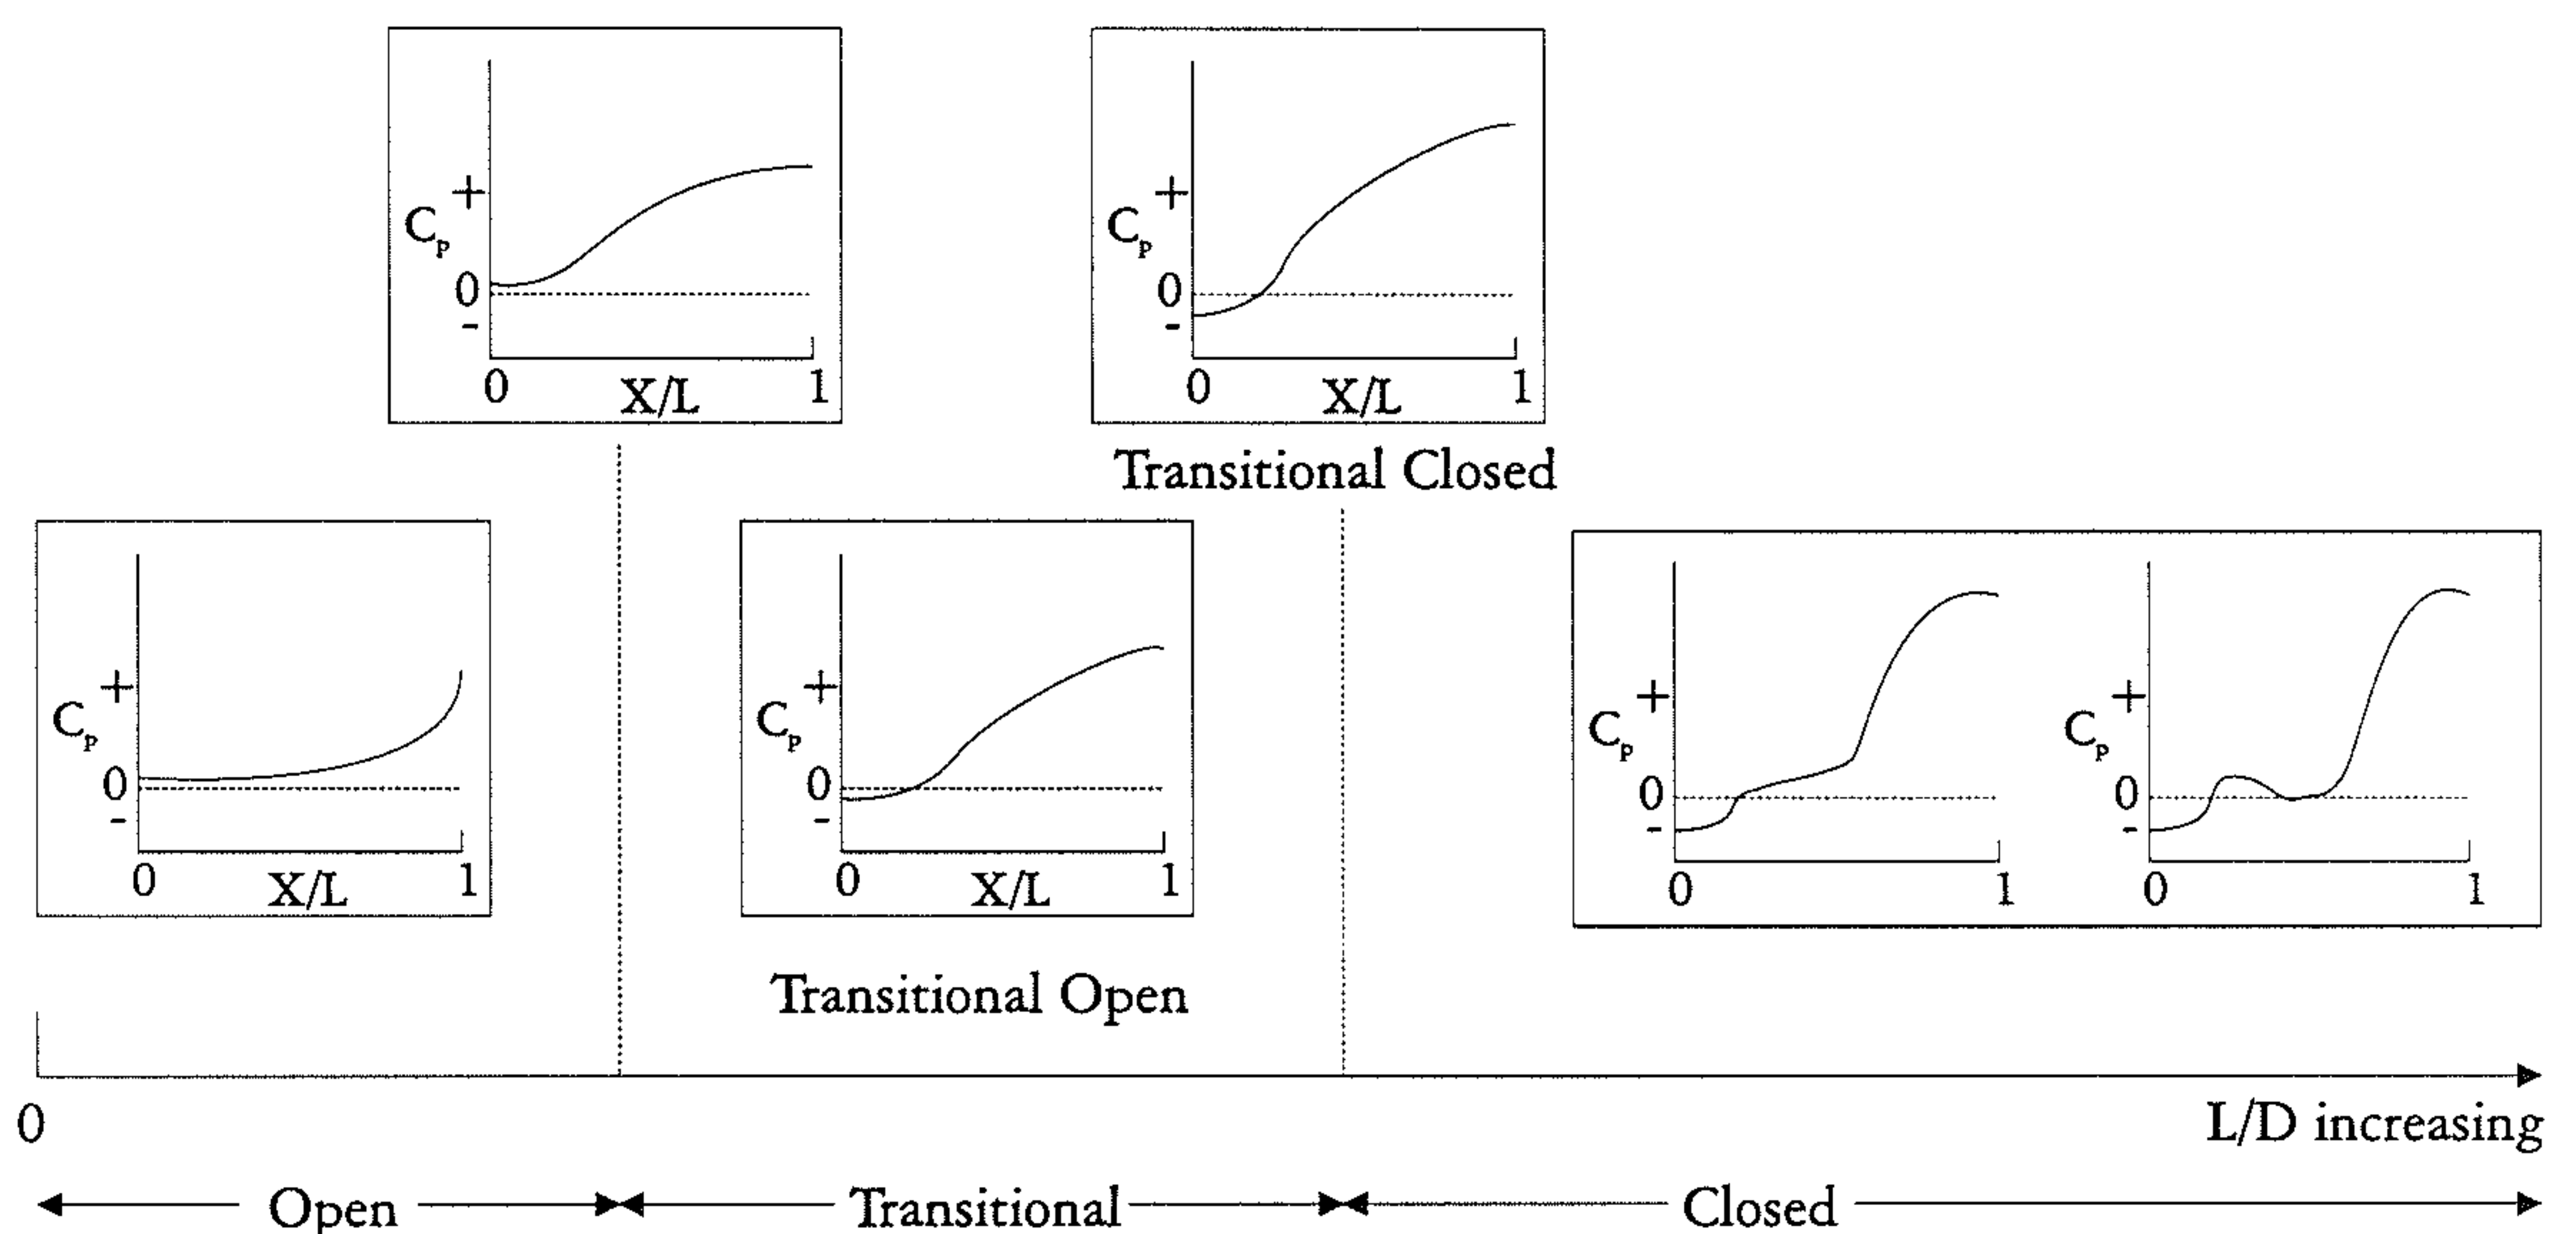 +
Cp
0
-
0 X/L 1
+
Cp
0
-
0 X/L 1
Transitional Closed
+
Cp
0
-
0 X/L 1
+
Cp
0
-
0 X/L 1
+
Cp
0
-
0 1
+
Cp
0
-
0 1
Transitional Open
0
L/D increasing
Open
Transitional
Closed